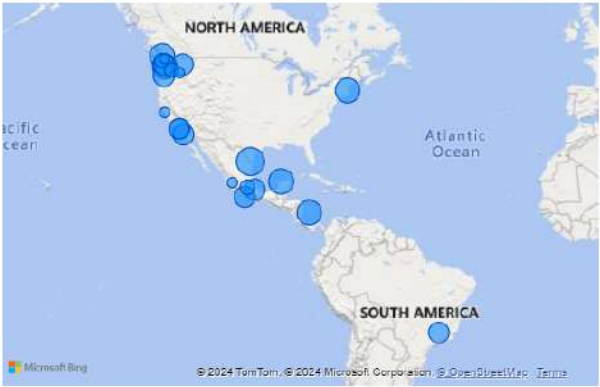 NORTH AMERICA
acific
cean
Atlantic
Ocean
SOUTH AMERICA
Microsoft Bing
© 2024 TomTom, © 2024 Microsoft Corporation, © OpenStreetMap Terms